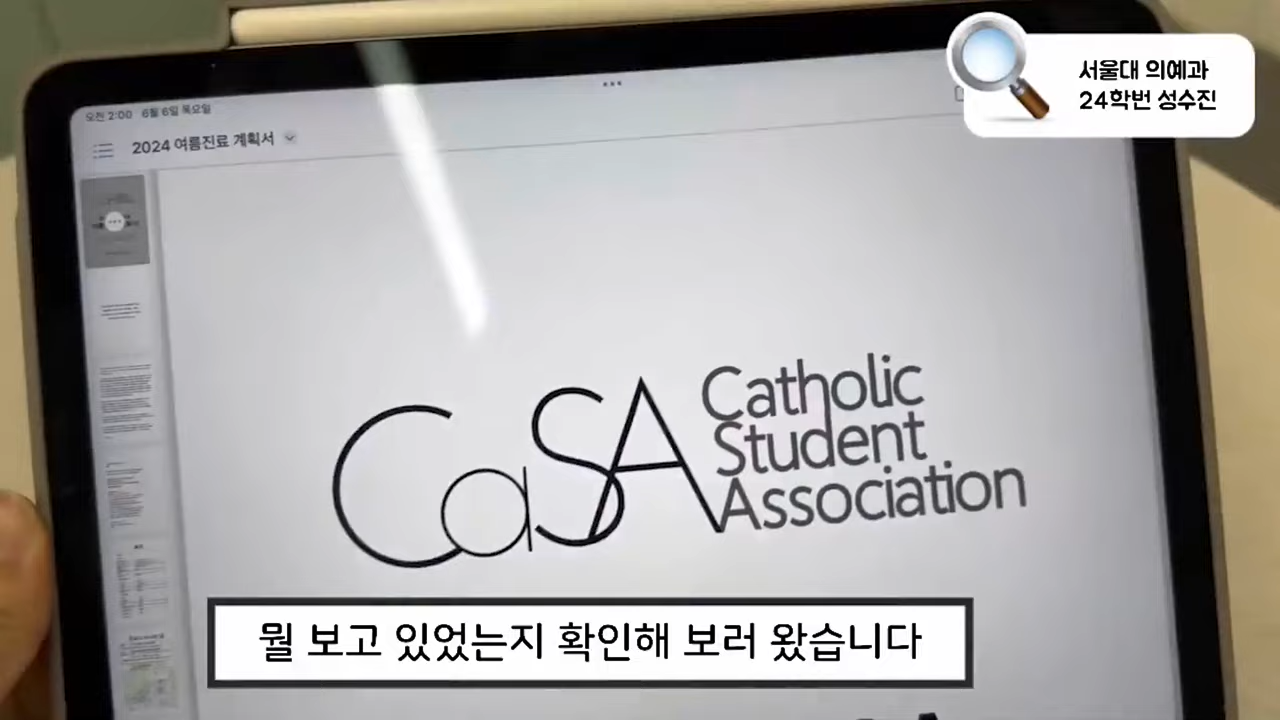 오전 2:00 6월 6일 목요일
2024 여름진료 계획서
서울대 의예과
24학번 성수진
CaSA
Catholic
Student
Association
뭘 보고 있었는지 확인해 보러 왔습니다